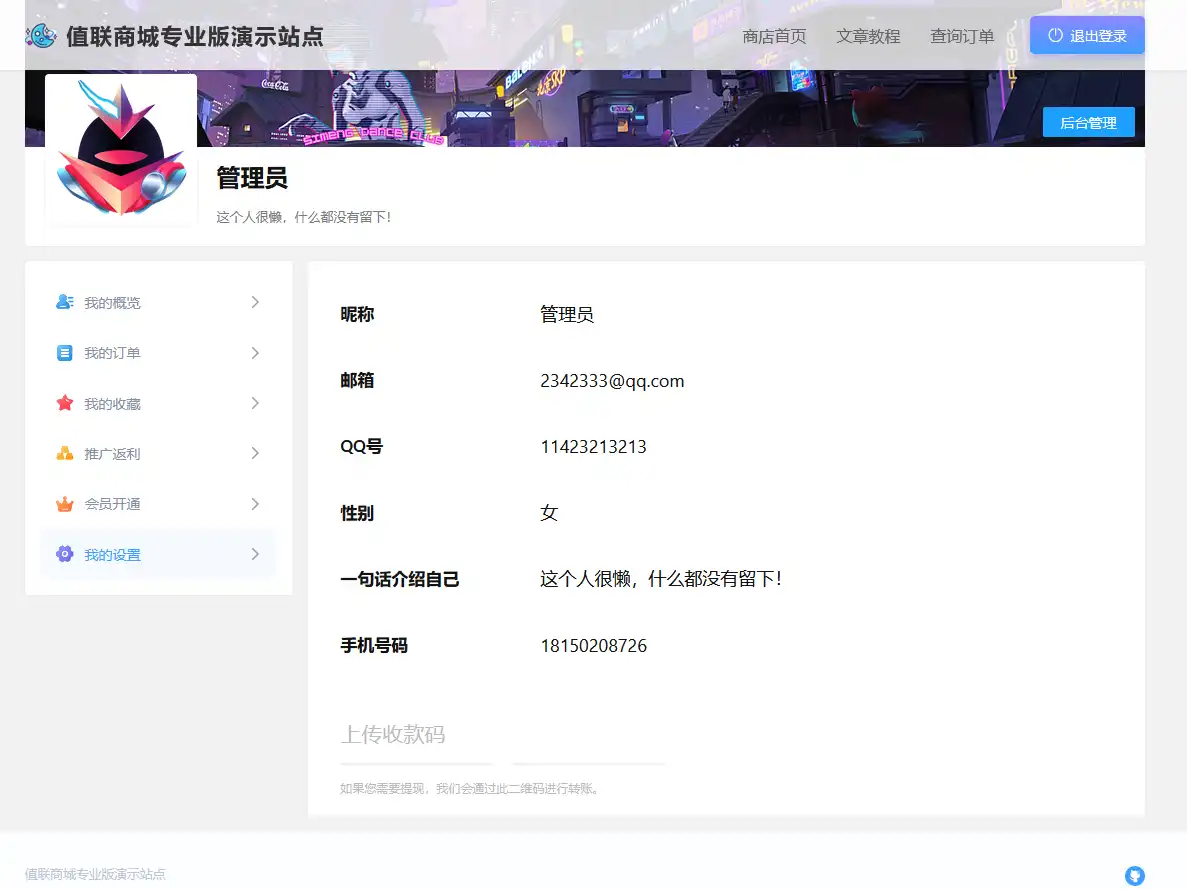 值联商城专业版演示站点
商店首页 文章教程 查询订单 退出登录
Coca-Cola
SIMENG DANCE CLUB
后台管理
管理员
这个人很懒，什么都没有留下！
我的概览
我的订单
我的收藏
推广返利
会员开通
我的设置
昵称 管理员
邮箱 2342333@qq.com
QQ号 11423213213
性别 女
一句话介绍自己 这个人很懒，什么都没有留下！
手机号码 18150208726
上传收款码
如果您需要提现，我们会通过此二维码进行转账。
值联商城专业版演示站点